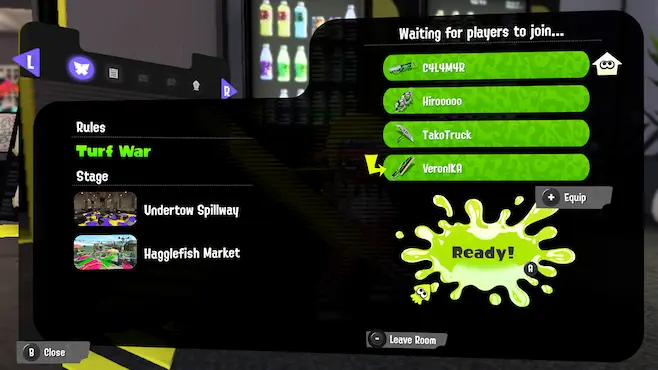 Waiting for players to join...
L
R
C4L4M4R
Hirooooo
TakoTruck
VeronIKA
Rules
Turf War
Stage
Undertow Spillway
Hagglefish Market
+ Equip
Ready!
A
B Close
- Leave Room